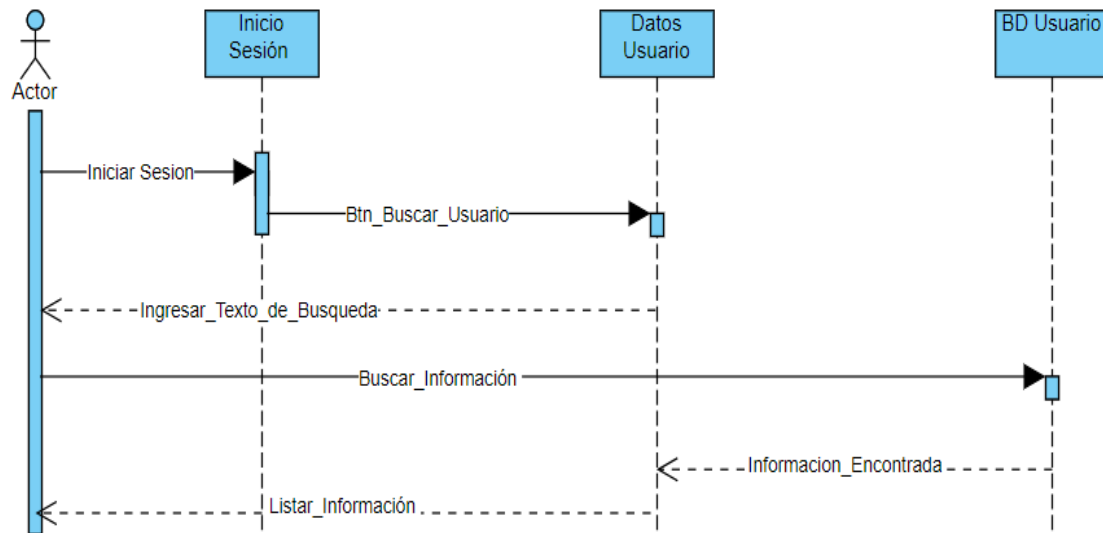 Inicio
Sesión
Datos
Usuario
BD Usuario
Actor
Iniciar Sesion
Btn_Buscar_Usuario
Ingresar_Texto_de_Busqueda
Buscar_Información
Informacion_Encontrada
Listar_Información